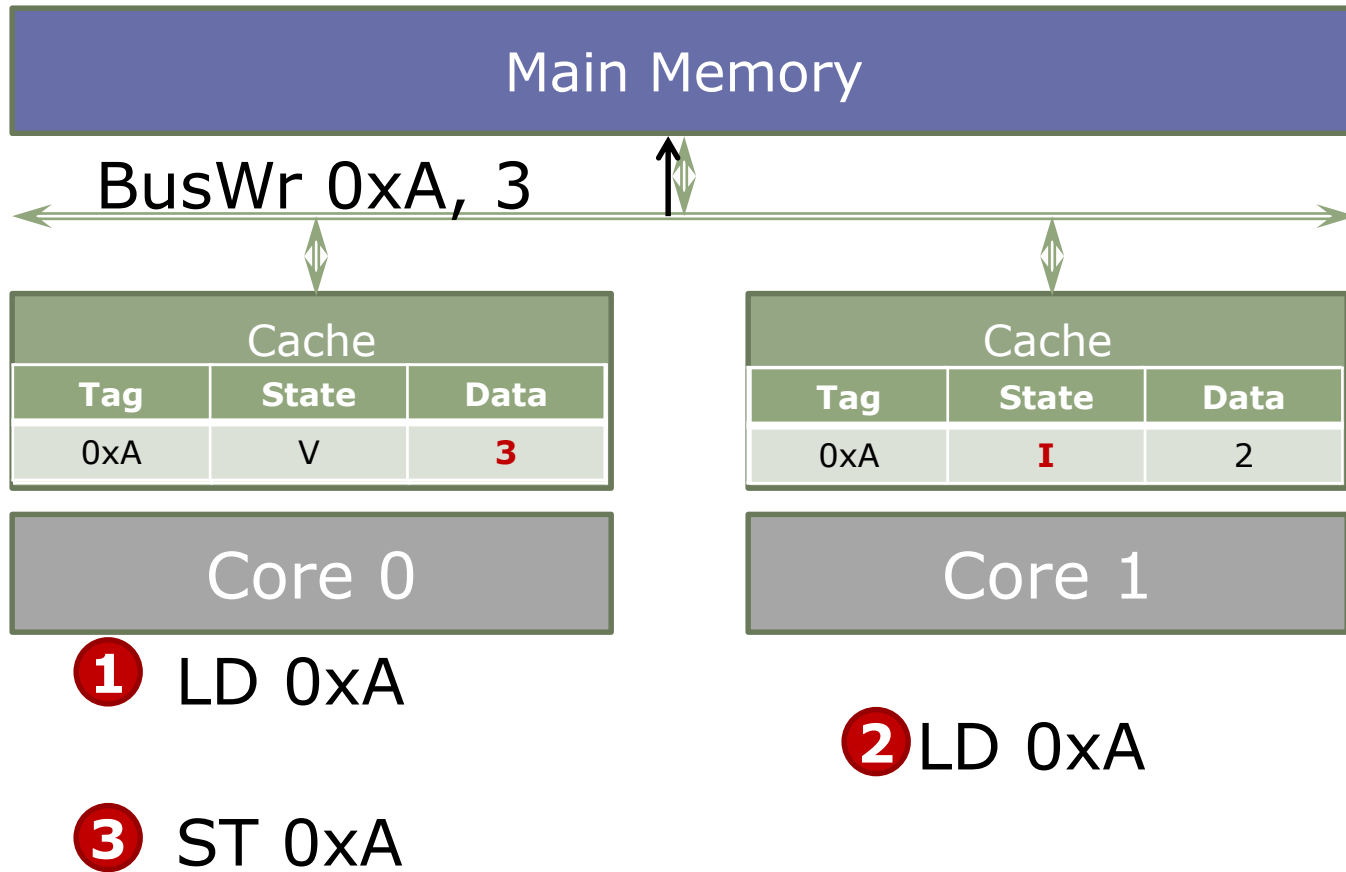 Main Memory
BusWr 0xA, 3
Cache
Tag State Data
0xA V 3
Cache
Tag State Data
0xA I 2
Core 0
Core 1
1 LD 0xA
2 LD 0xA
3 ST 0xA